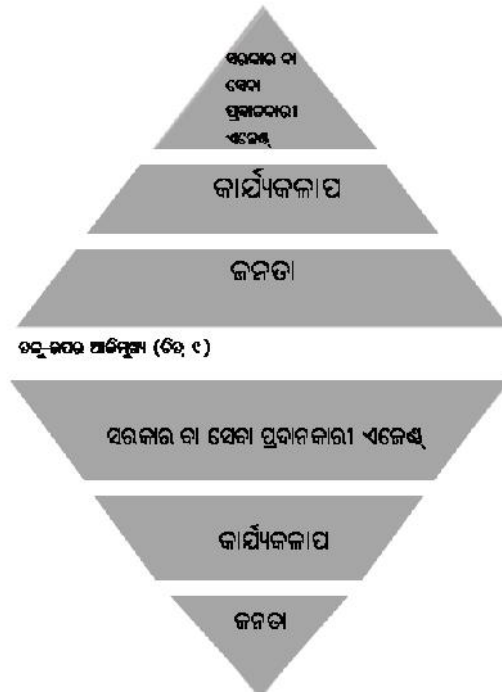 ସରକାର ବା
ସେବା
ପ୍ରଦାନକାରୀ
ଏଜେଣ୍ଟ
କାର୍ଯ୍ୟକଳାପ
ଜନତା
ତଳୁ-ଉପର ଆଭିମୁଖ୍ୟ (ଚିତ୍ର ୧)
ସରକାର ବା ସେବା ପ୍ରଦାନକାରୀ ଏଜେଣ୍ଟ
କାର୍ଯ୍ୟକଳାପ
ଜନତା